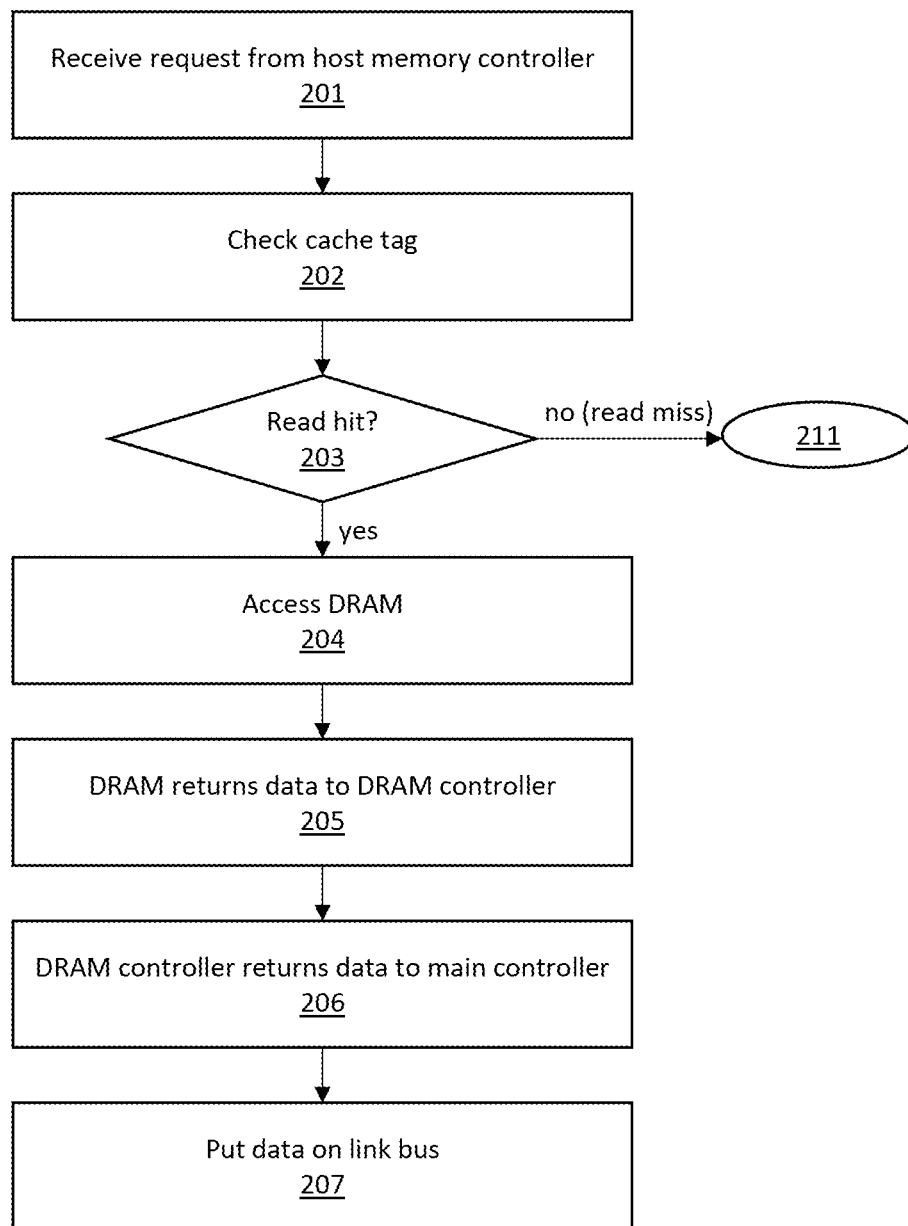 Receive request from host memory controller
201
Check cache tag
202
Read hit?
203
no (read miss)
211
yes
Access DRAM
204
DRAM returns data to DRAM controller
205
DRAM controller returns data to main controller
206
Put data on link bus
207